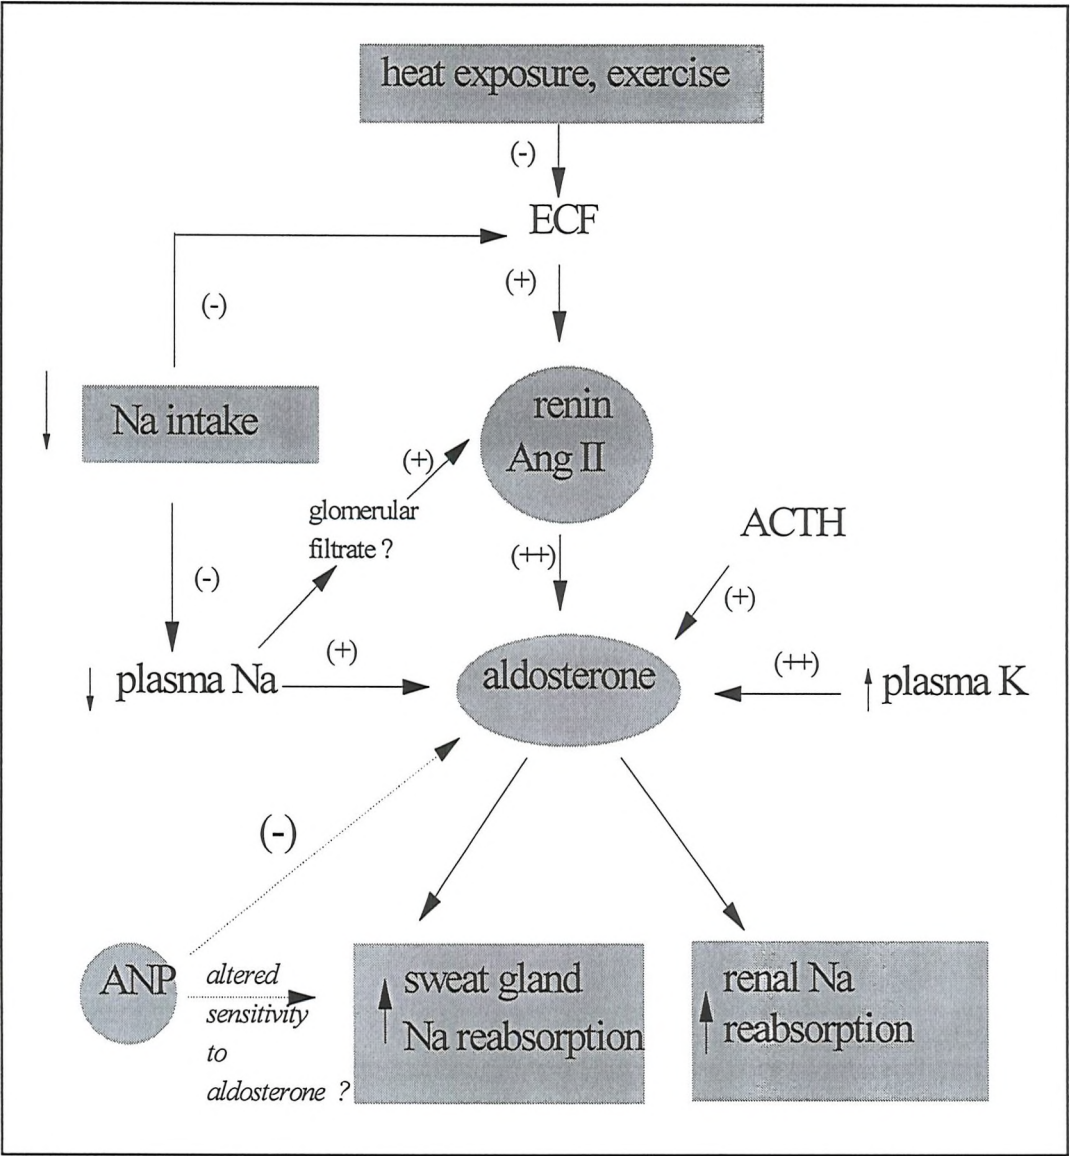 heat exposure, exercise
(-)
ECF
(+)
(-)
Na intake
renin
Ang II
(+)
glomerular
filtrate ?
ACTH
(++)
(-)
(+)
(+)
(++)
plasma Na
aldosterone
plasma K
(-)
ANP
altered
sensitivity
to
aldosterone ?
sweat gland
Na reabsorption
renal Na
reabsorption